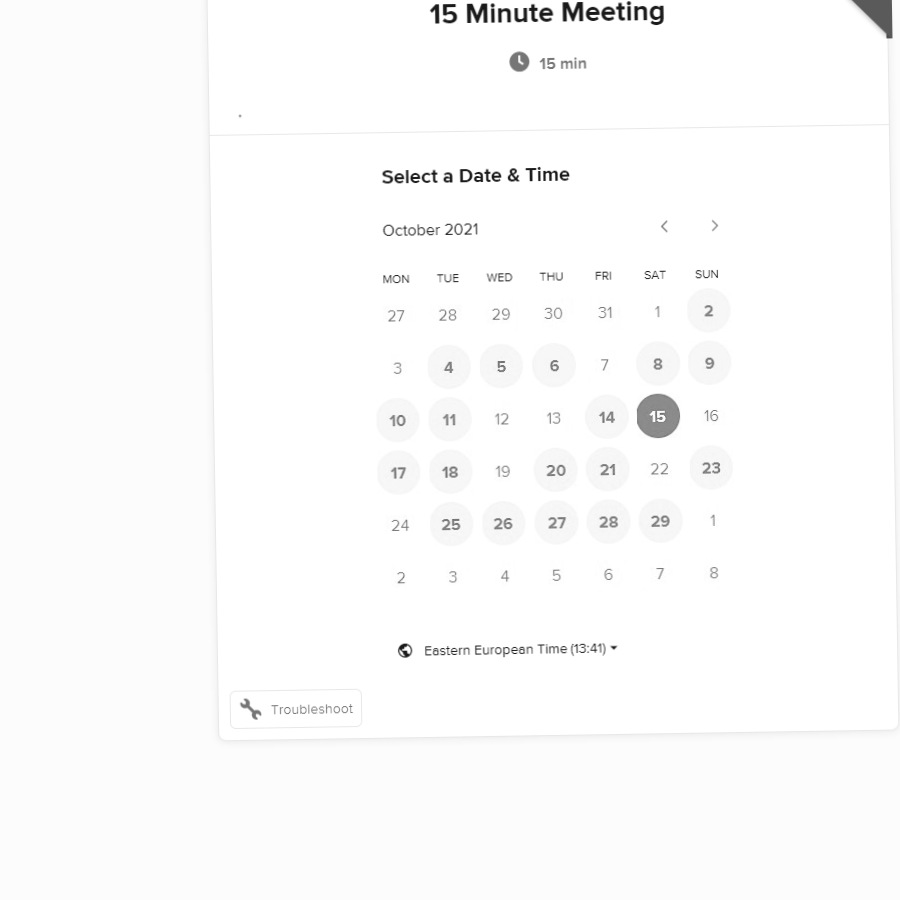 15 Minute Meeting
15 min
Select a Date & Time
October 2021
MON TUE WED THU FRI SAT SUN
27 28 29 30 31 1 2
3 4 5 6 7 8 9
10 11 12 13 14 15 16
17 18 19 20 21 22 23
24 25 26 27 28 29 1
2 3 4 5 6 7 8
Eastern European Time (13:41)
Troubleshoot